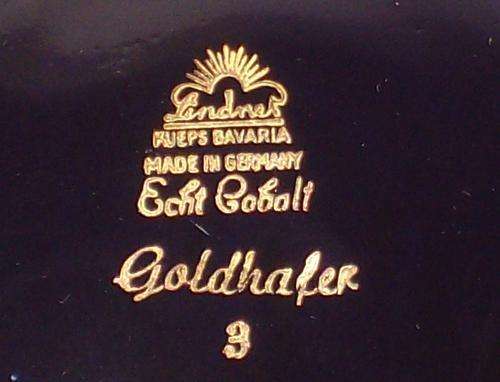 Lindner
KUEPS BAVARIA
MADE IN GERMANY
Echt Cobalt
Goldhafer
3